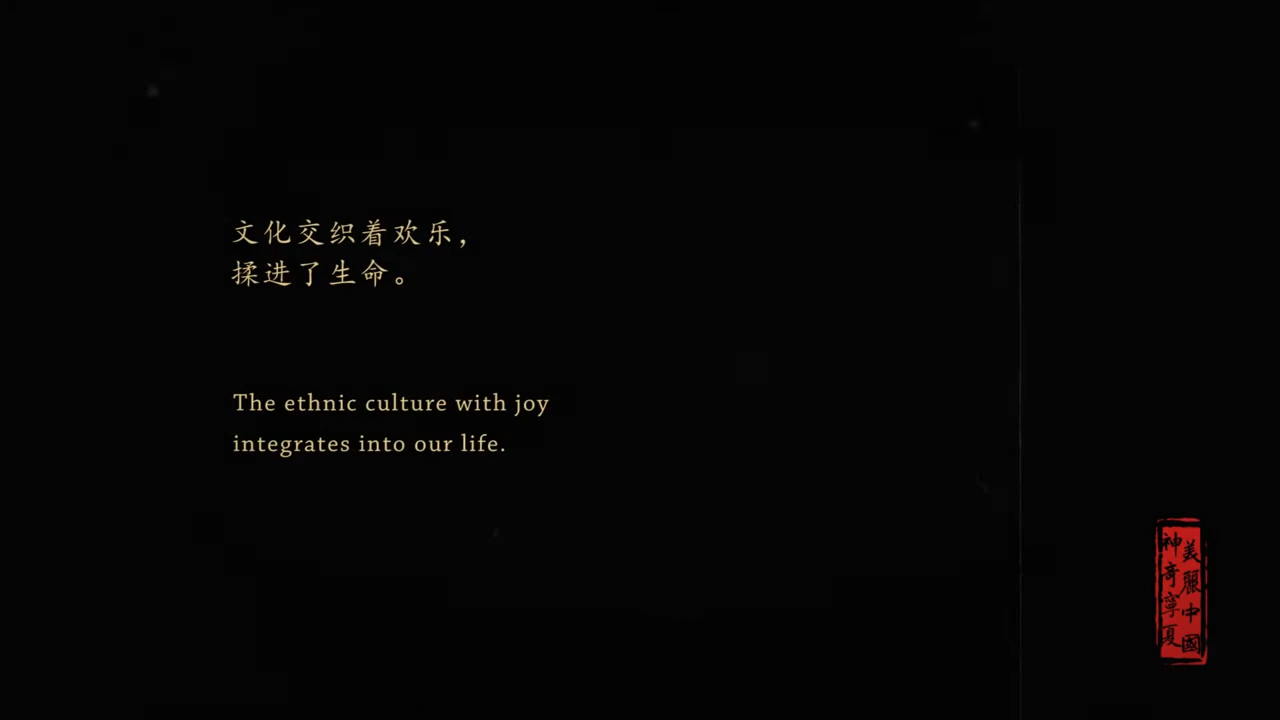 文化交织着欢乐，
揉进了生命。
The ethnic culture with joy
integrates into our life.
美麗中國
神奇寧夏